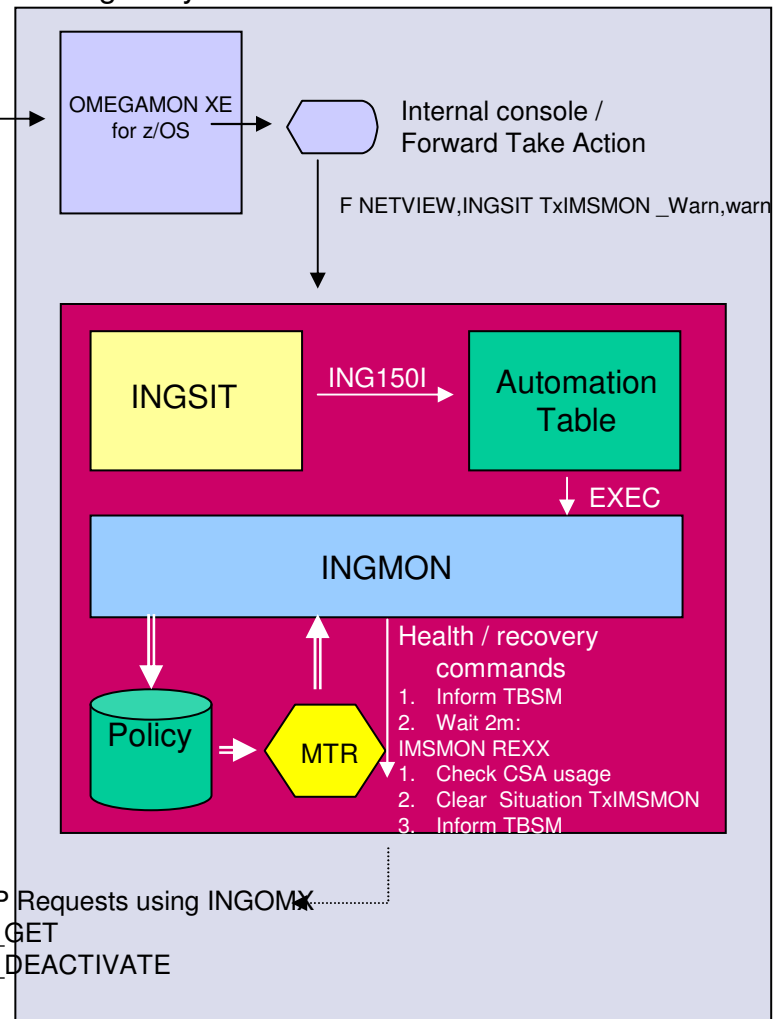 OMEGAMON XE
for z/OS
Internal console /
Forward Take Action
F NETVIEW,INGSIT TxIMSMON _Warn,warn
INGSIT
ING150I
Automation
Table
EXEC
INGMON
Health / recovery
commands
1. Inform TBSM
2. Wait 2m:
IMSMON REXX
1. Check CSA usage
2. Clear Situation TxIMSMON
3. Inform TBSM
Policy
MTR
P Requests using INGOMX
_GET
_DEACTIVATE